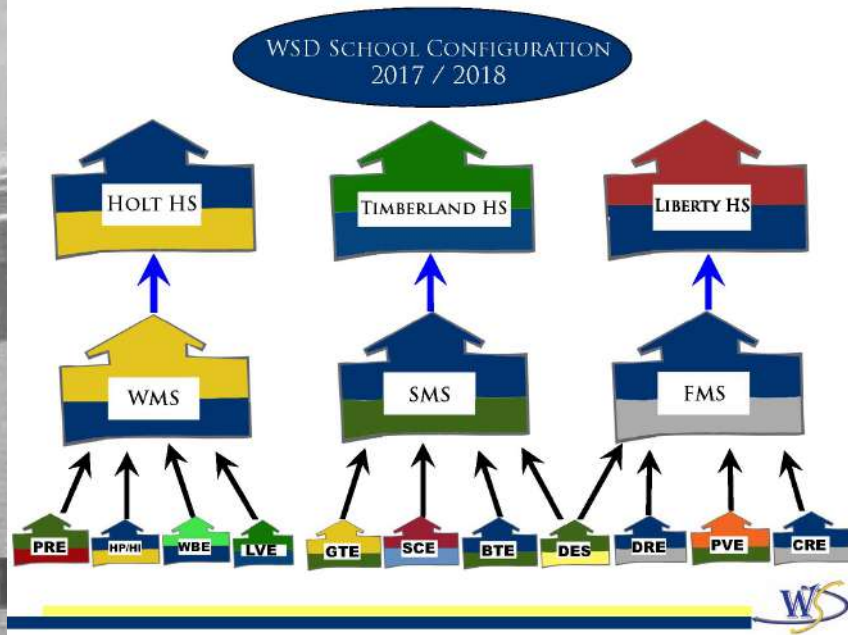 WSD SCHOOL CONFIGURATION
2017 / 2018
HOLT HS
TIMBERLAND HS
LIBERTY HS
WMS
SMS
FMS
PRE
HP/HI
WBE
LVE
GTE
SCE
BTE
DES
DRE
PVE
CRE
WS